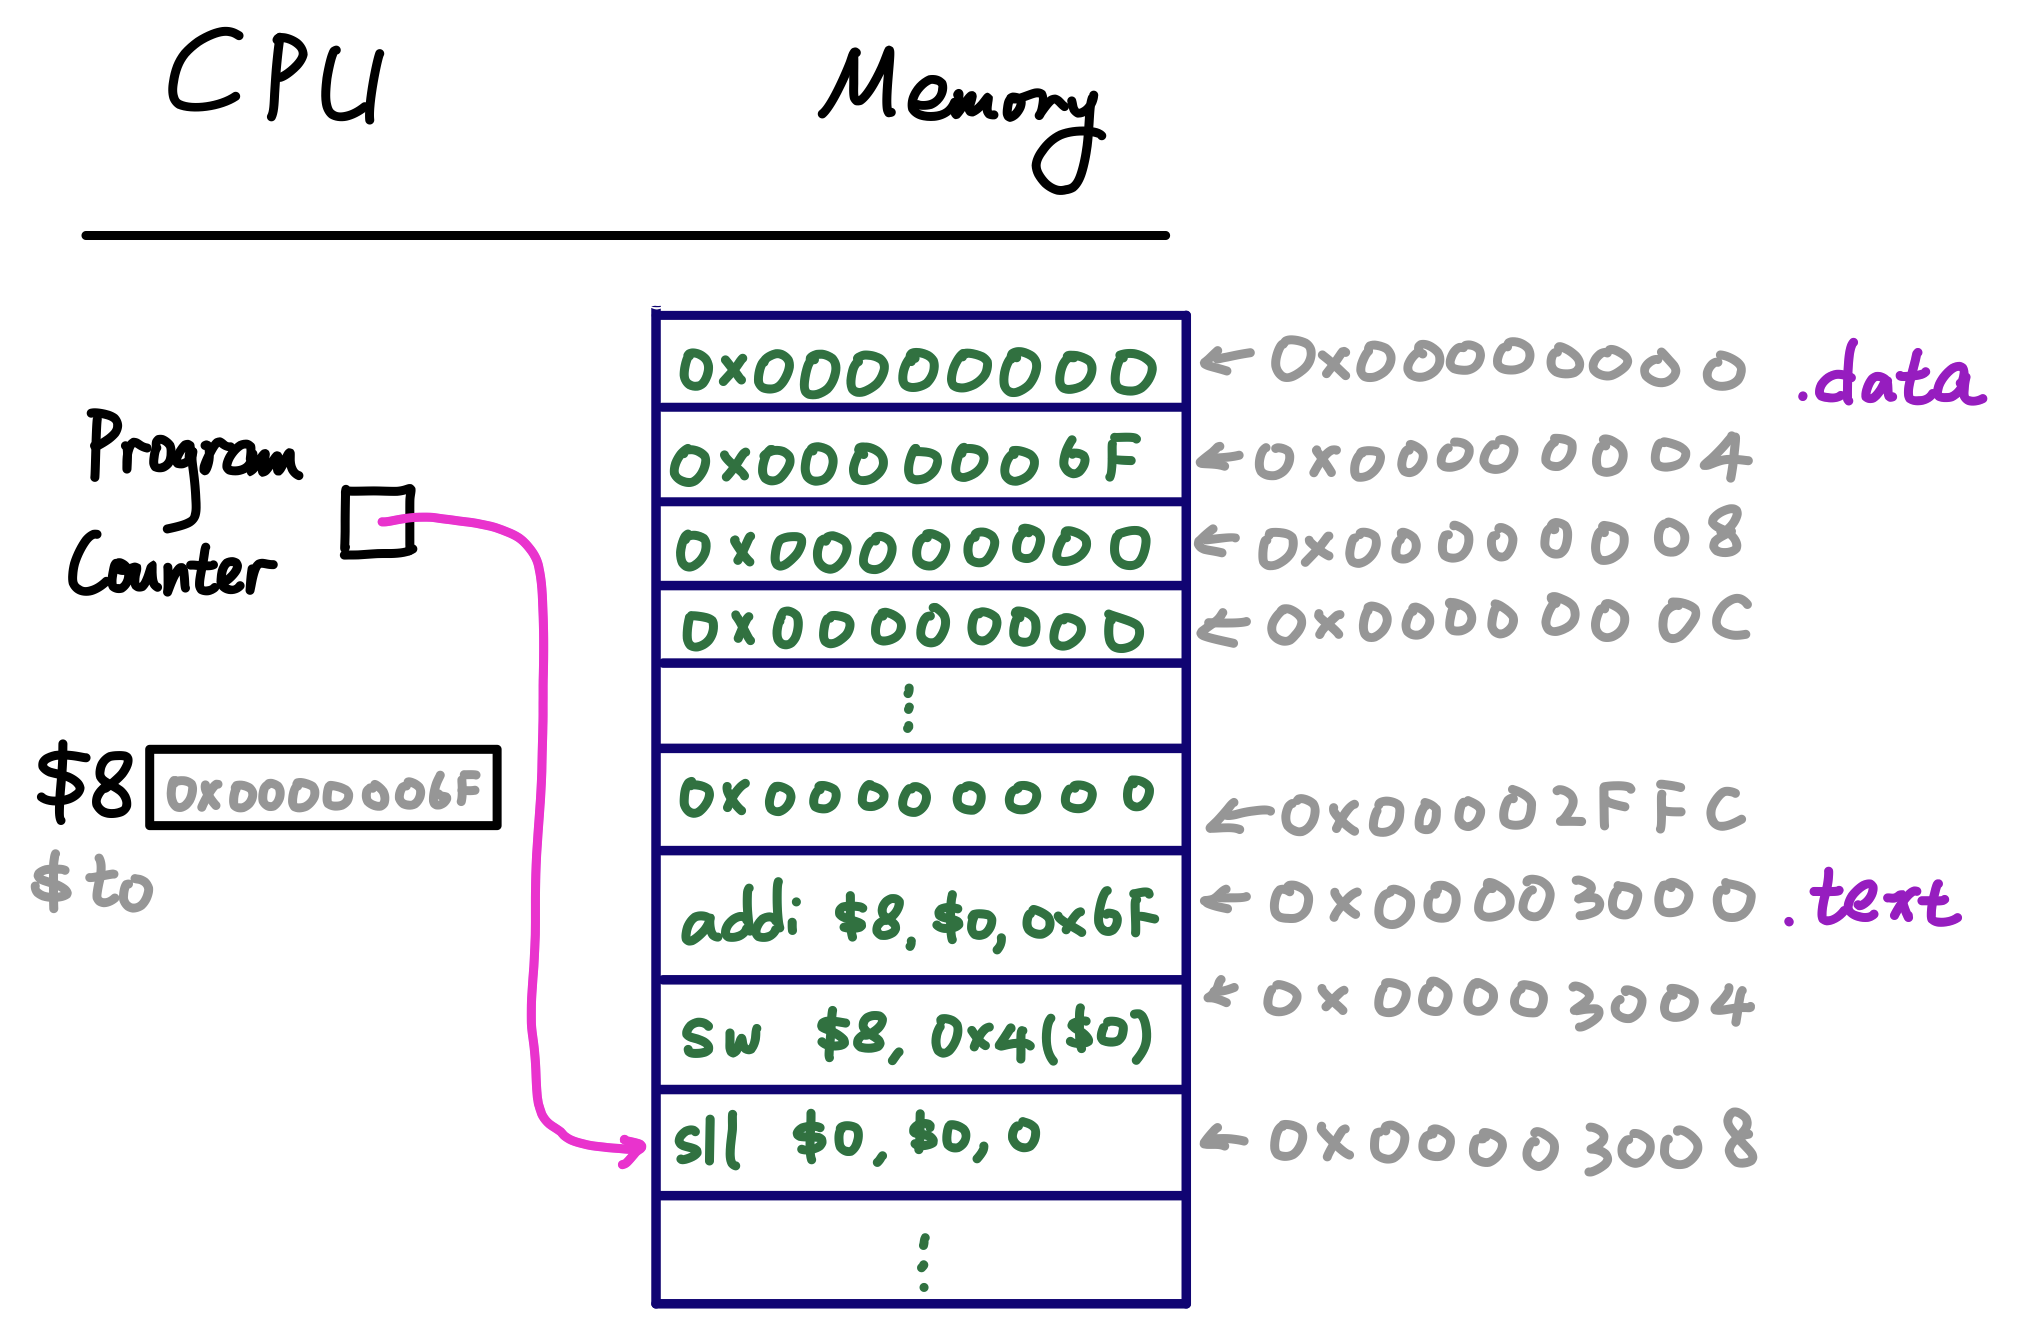 CPU Memory
0x00000000 ← 0x00000000 .data
0x0000006F ← 0x00000004
Program
Counter
0x00000000 ← 0x00000008
0x00000000 ← 0x0000000C
⋮
$8 0x0000006F
$t0
0x0000000 ← 0x00002FFC
addi $8, $0, 0x6F ← 0x00003000 .text
sw $8, 0x4($0) ← 0x00003004
sll $0, $0, 0 ← 0x00003008
⋮